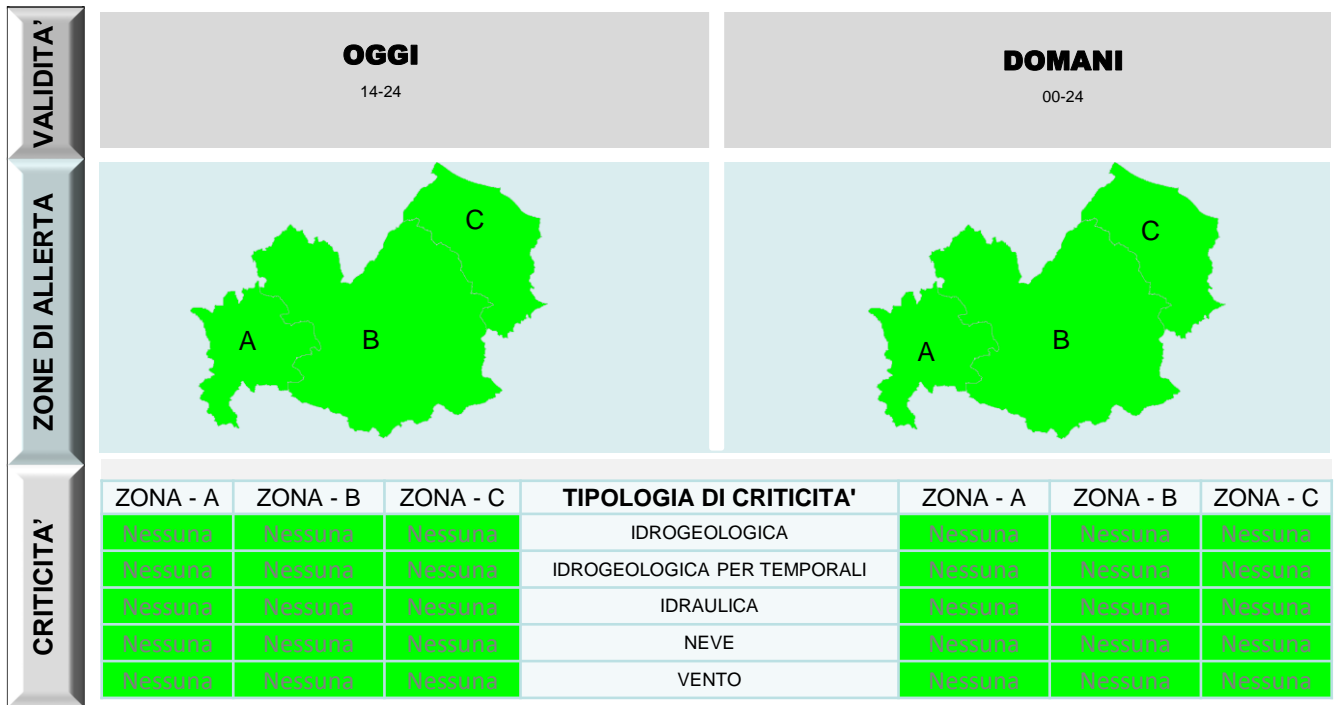 VALIDITA’
OGGI
14-24
DOMANI
00-24
ZONE DI ALLERTA
A
B
C
A
B
C
CRITICITA’
ZONA - A ZONA - B ZONA - C TIPOLOGIA DI CRITICITA' ZONA - A ZONA - B ZONA - C
Nessuna Nessuna Nessuna IDROGEOLOGICA Nessuna Nessuna Nessuna
Nessuna Nessuna Nessuna IDROGEOLOGICA PER TEMPORALI Nessuna Nessuna Nessuna
Nessuna Nessuna Nessuna IDRAULICA Nessuna Nessuna Nessuna
Nessuna Nessuna Nessuna NEVE Nessuna Nessuna Nessuna
Nessuna Nessuna Nessuna VENTO Nessuna Nessuna Nessuna